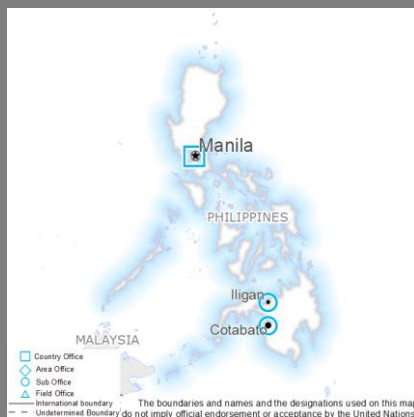 Manila
PHILIPPINES
Iligan
Cotabato
MALAYSIA
Country Office
Area Office
Sub Office
Field Office
International boundary
Undetermined Boundary
The boundaries and names and the designations used on this ma
do not imply official endorsement or acceptance by the United Nations